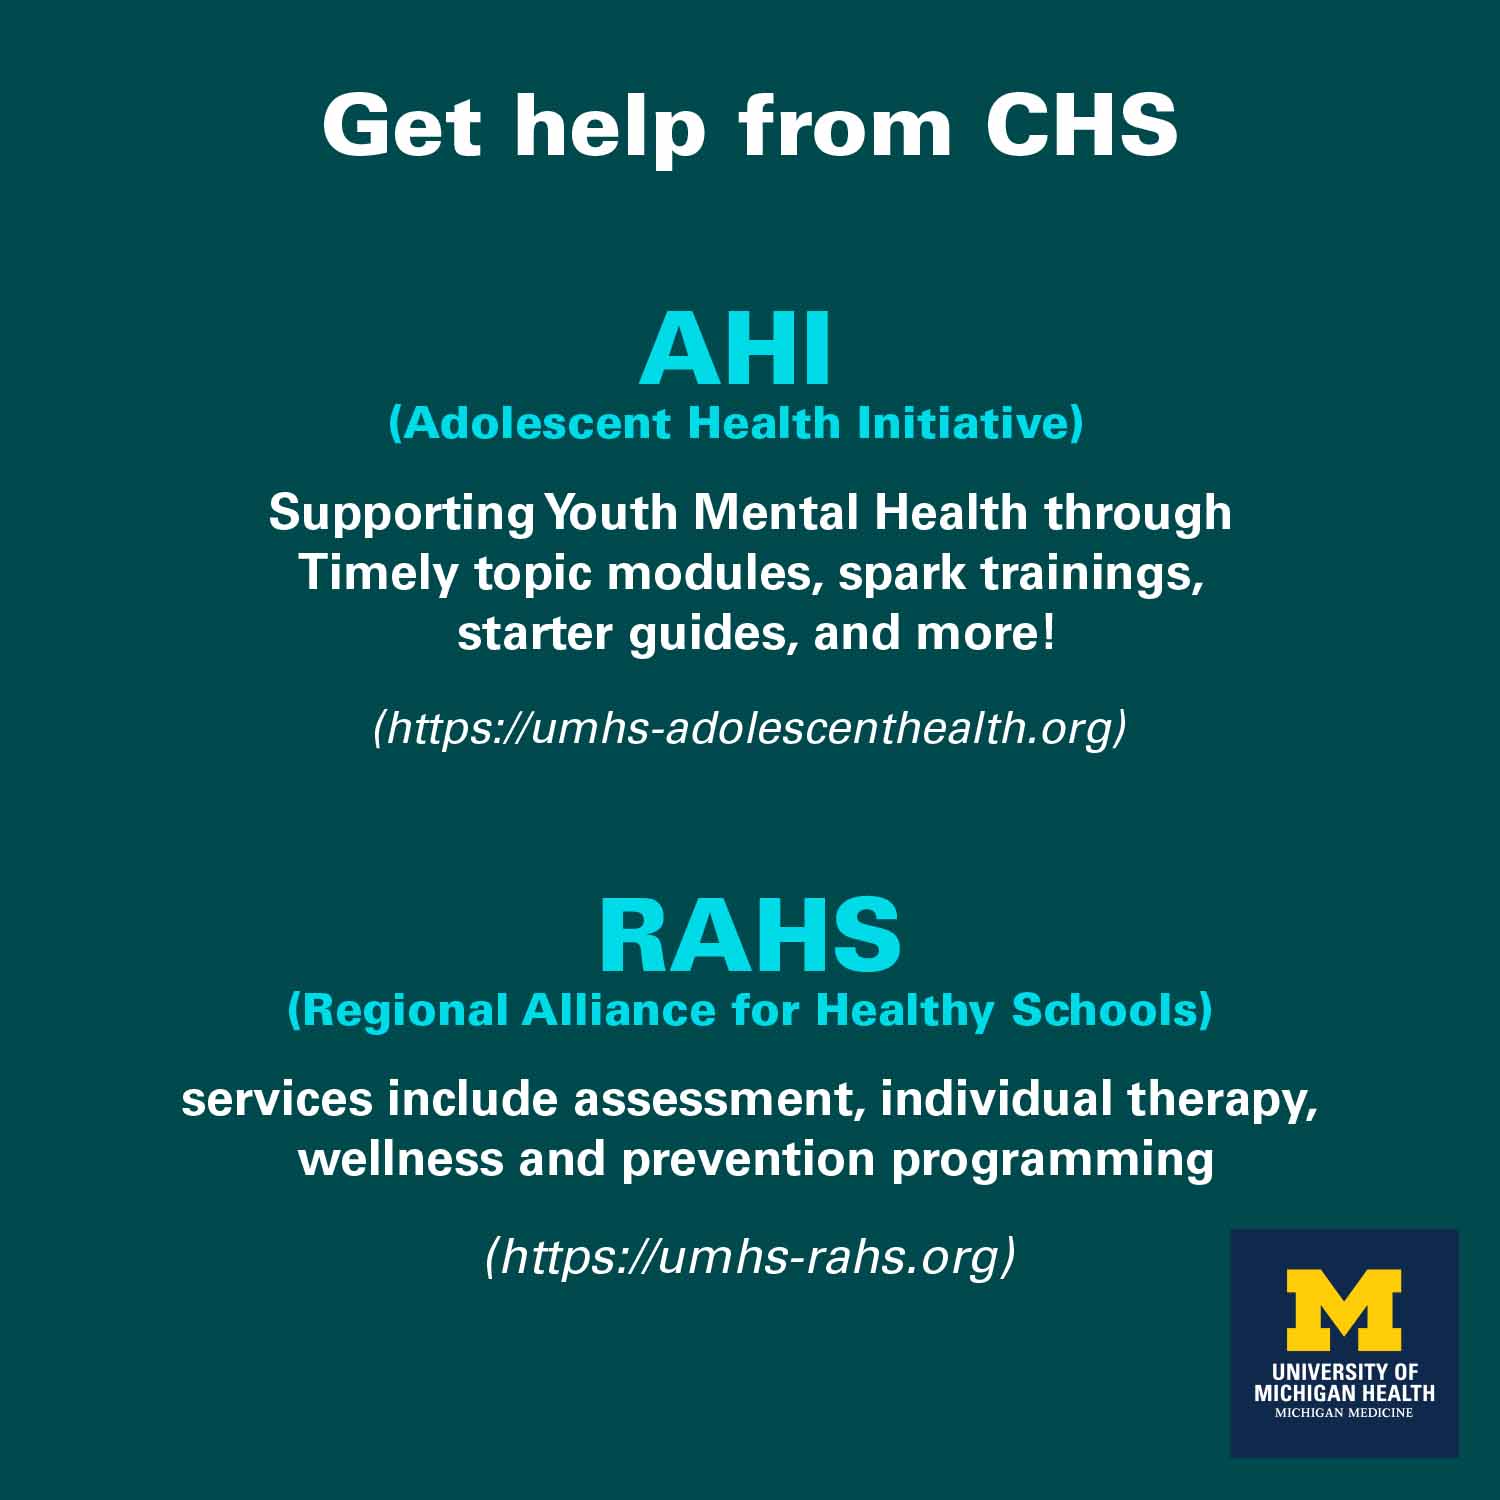 Get help from CHS
AHI
(Adolescent Health Initiative)
Supporting Youth Mental Health through
Timely topic modules, spark trainings,
starter guides, and more!
(https://umhs-adolescenthealth.org)
RAHS
(Regional Alliance for Healthy Schools)
services include assessment, individual therapy,
wellness and prevention programming
(https://umhs-rahs.org)
M
UNIVERSITY OF
MICHIGAN HEALTH
MICHIGAN MEDICINE